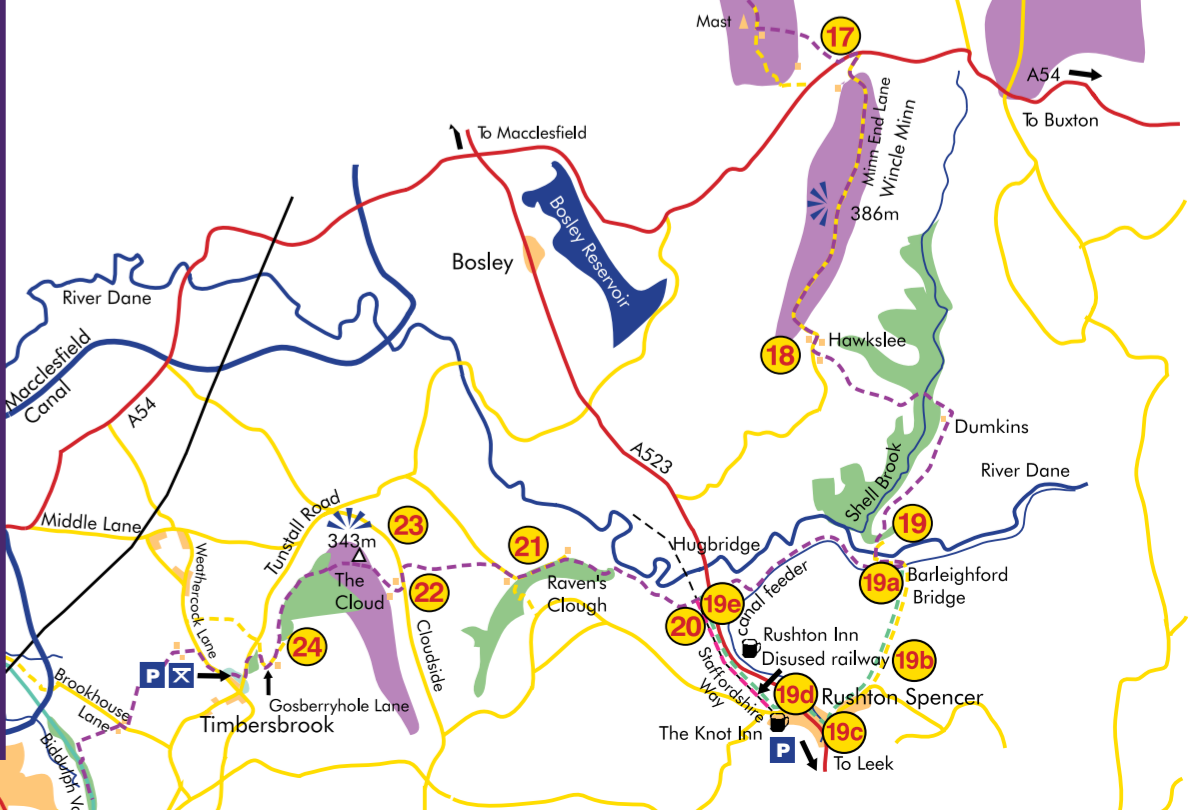 Mast
17
A54
To Buxton
To Macclesfield
Minn End Lane
Wincle Minn
386m
Bosley
Bosley Reservoir
River Dane
Macclesfield
Canal
A54
18
Hawkslee
Dumkins
River Dane
Shell Brook
A523
Middle Lane
Tunstall Road
343m
23
21
19
Hugbridge
Weathercock Lane
The
Cloud
22
Raven's
Clough
canal feeder
19a
Barleighford
Bridge
19e
20
Rushton Inn
Disused railway
19b
24
Cloudside
Staffordshire
Way
19d
Rushton Spencer
P
Brookhouse
Lane
Gosberryhole Lane
Timbersbrook
The Knot Inn
19c
P
To Leek
Biddulph Va